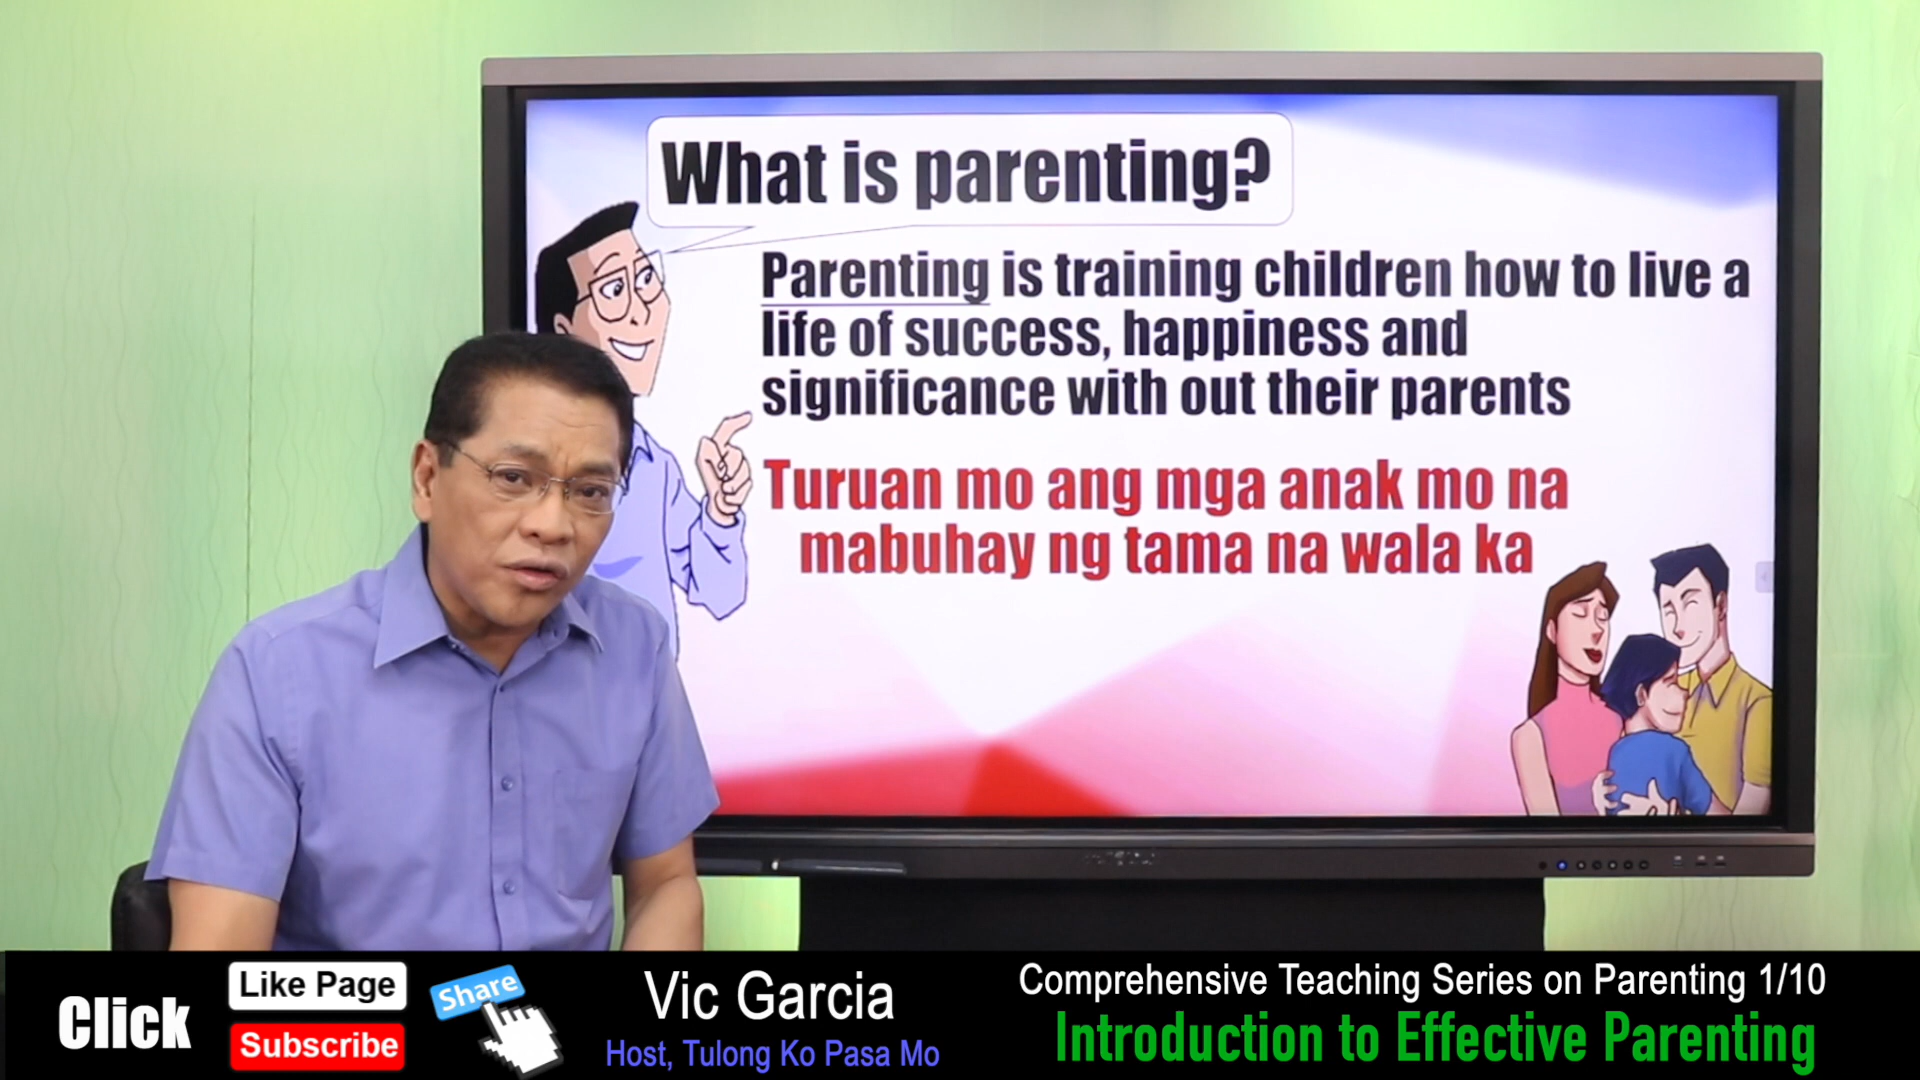 What is parenting?
Parenting is training children how to live a
life of success, happiness and
significance with out their parents
Turuan mo ang mga anak mo na
mabuhay ng tama na wala ka
Click
Like Page
Subscribe
Share
Vic Garcia
Host, Tulong Ko Pasa Mo
Comprehensive Teaching Series on Parenting 1/10
Introduction to Effective Parenting